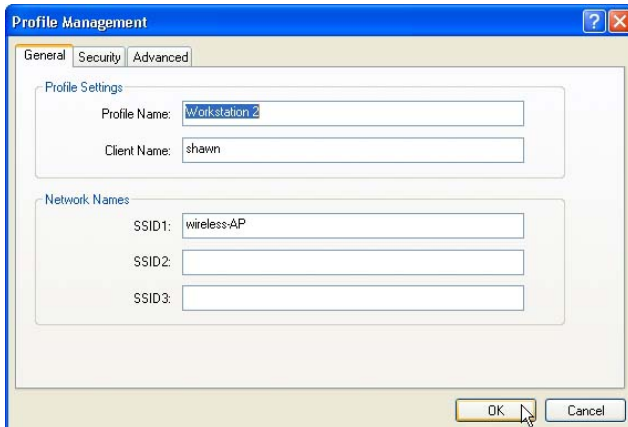 Profile Management
General Security Advanced
Profile Settings
Profile Name: Workstation 2
Client Name: shawn
Network Names
SSID1: wireless-AP
SSID2:
SSID3:
OK Cancel